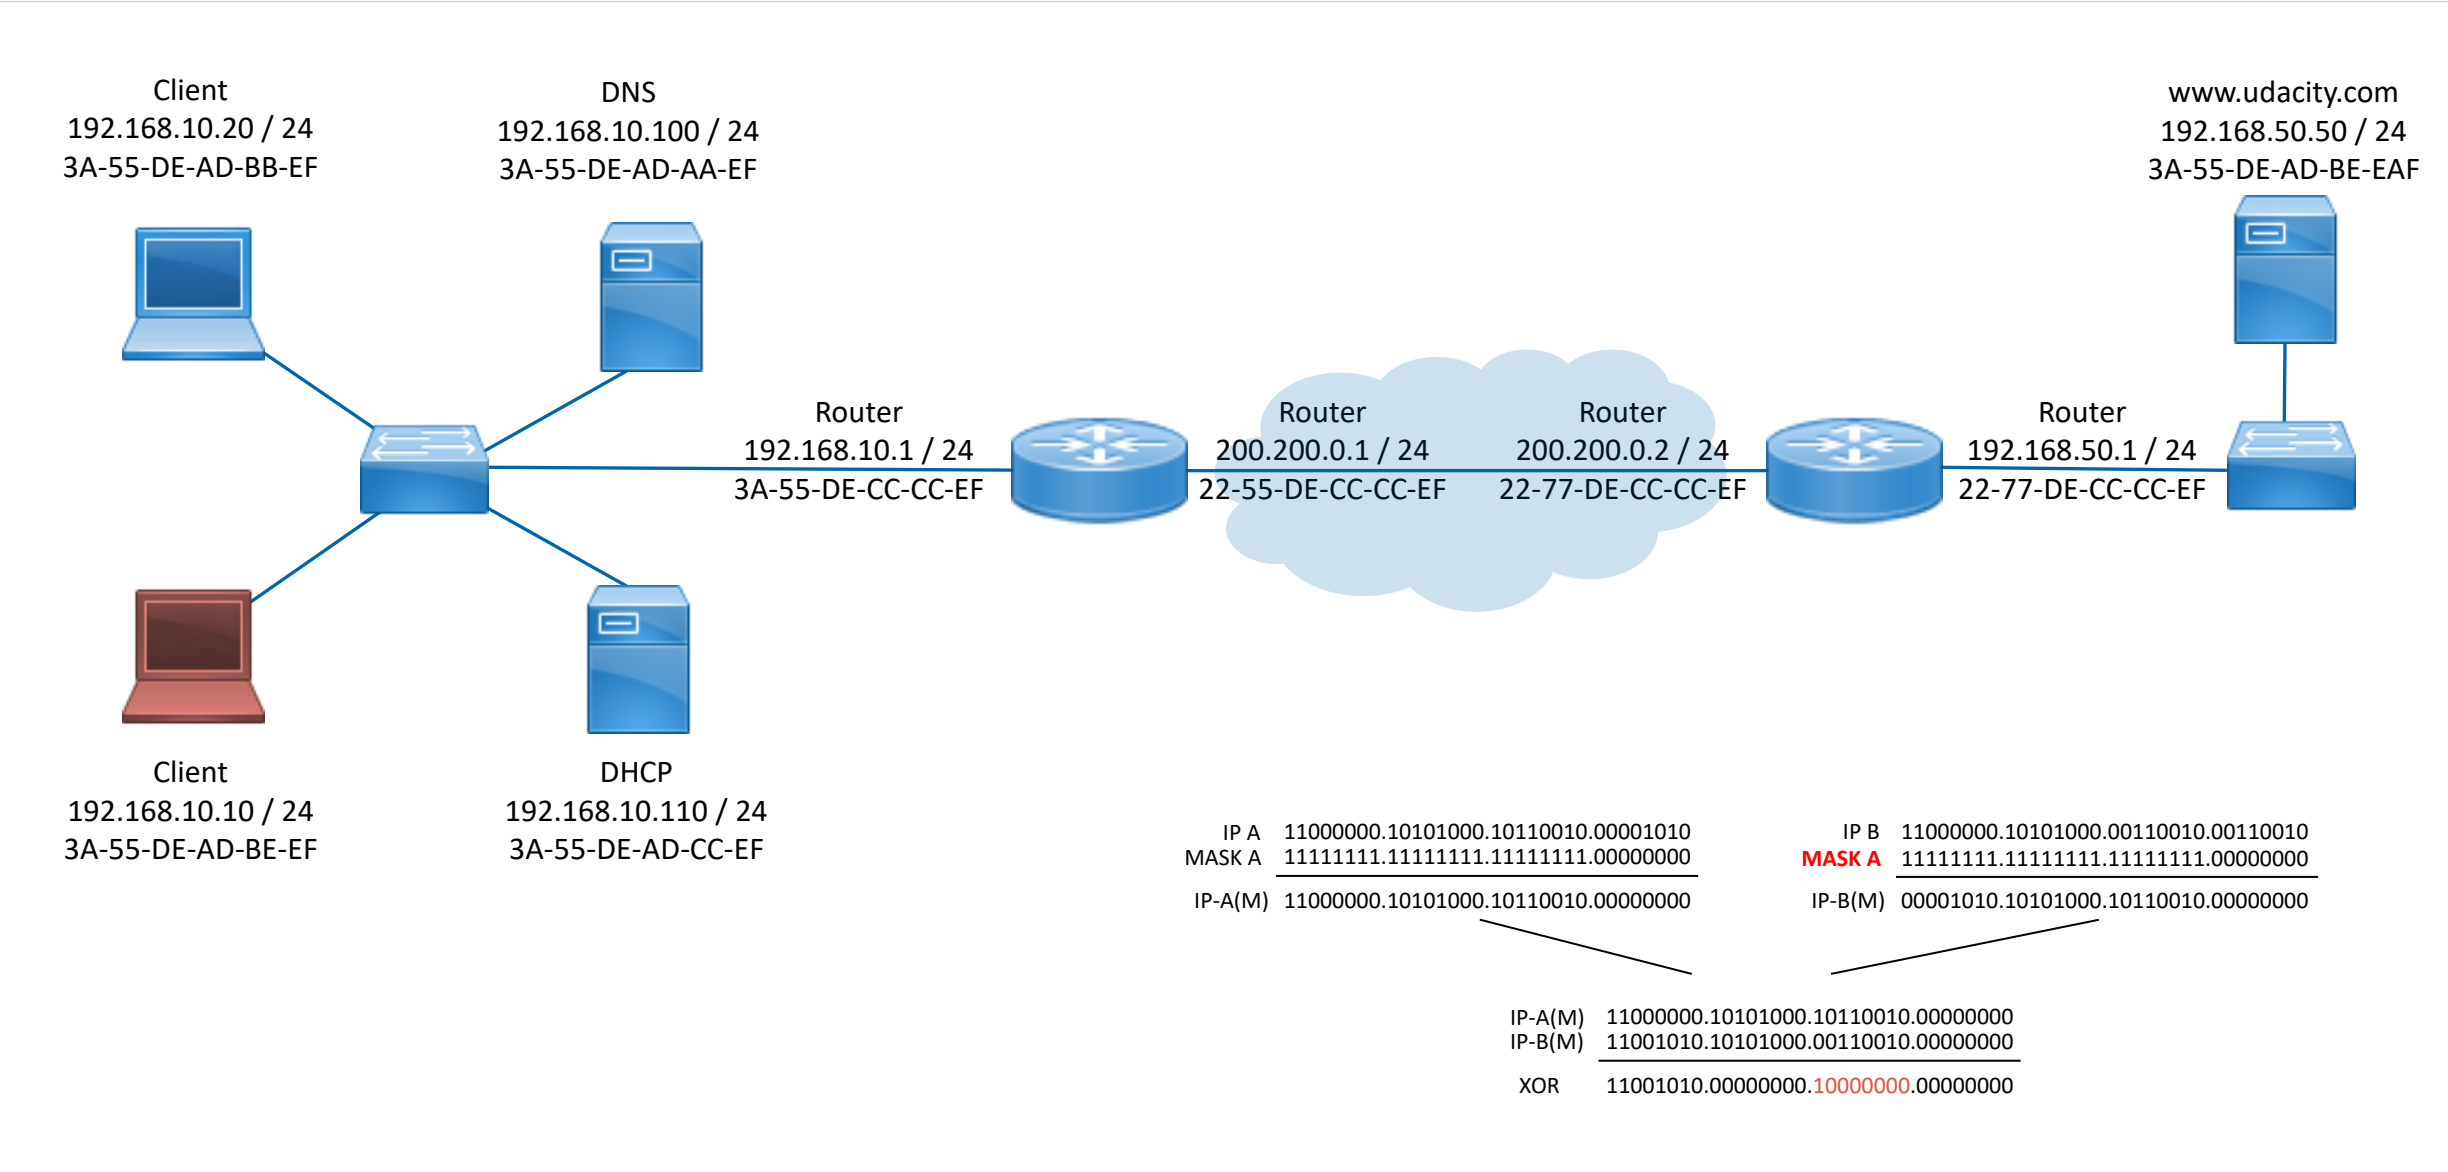 Client
192.168.10.20 / 24
3A-55-DE-AD-BB-EF
DNS
192.168.10.100 / 24
3A-55-DE-AD-AA-EF
www.udacity.com
192.168.50.50 / 24
3A-55-DE-AD-BE-EAF
Router
192.168.10.1 / 24
3A-55-DE-CC-CC-EF
Router
200.200.0.1 / 24
22-55-DE-CC-CC-EF
Router
200.200.0.2 / 24
22-77-DE-CC-CC-EF
Router
192.168.50.1 / 24
22-77-DE-CC-CC-EF
Client
192.168.10.10 / 24
3A-55-DE-AD-BE-EF
DHCP
192.168.10.110 / 24
3A-55-DE-AD-CC-EF
IP A 11000000.10101000.10110010.00001010
MASK A 11111111.11111111.11111111.00000000
IP-A(M) 11000000.10101000.10110010.00000000
IP B 11000000.10101000.00110010.00110010
MASK A 11111111.11111111.11111111.00000000
IP-B(M) 00001010.10101000.10110010.00000000
IP-A(M) 11000000.10101000.10110010.00000000
IP-B(M) 11001010.10101000.00110010.00000000
XOR 11001010.00000000.10000000.00000000